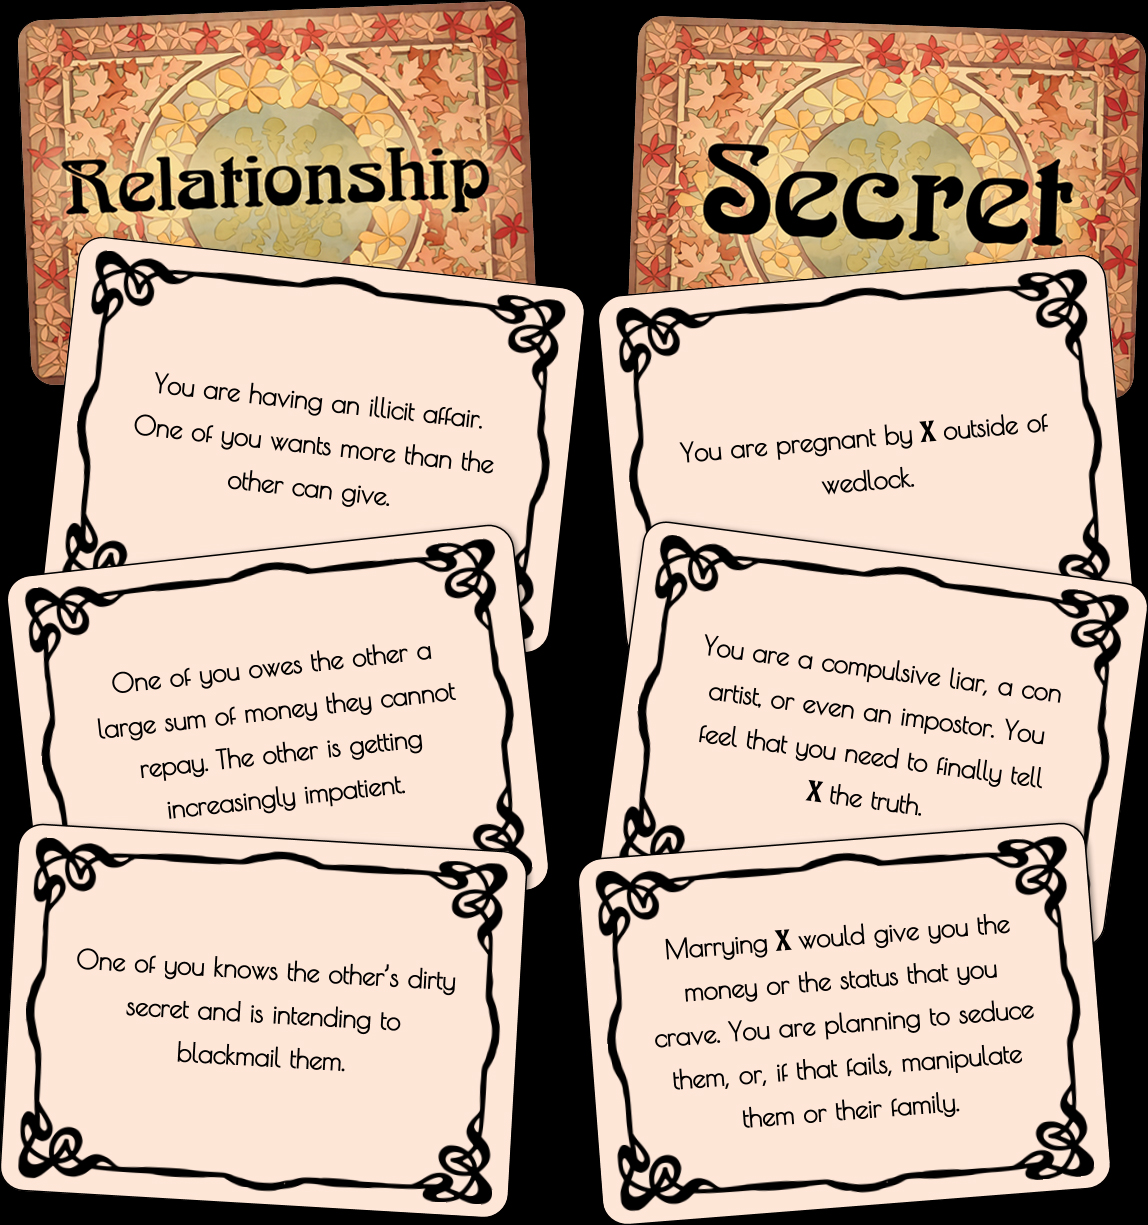 Relationship
You are having an illicit affair.
One of you wants more than the
other can give.
One of you owes the other a
large sum of money they cannot
repay. The other is getting
increasingly impatient.
One of you knows the other's dirty
secret and is intending to
blackmail them.
Secret
You are pregnant by X outside of
wedlock.
You are a compulsive liar, a con
artist, or even an impostor. You
feel that you need to finally tell
X the truth.
Marrying X would give you the
money or the status that you
crave. You are planning to seduce
them, or, if that fails, manipulate
them or their family.